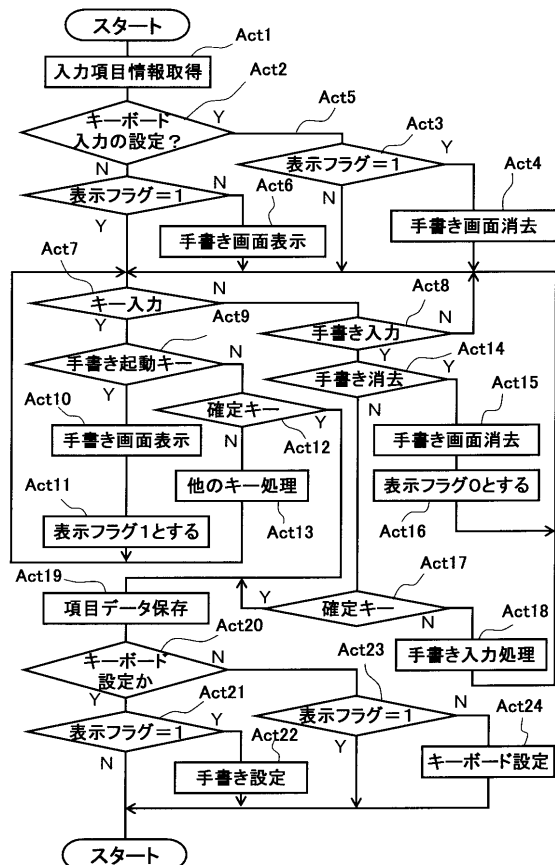 スタート
Act1
入力項目情報取得
Act2
キーボード
入力の設定?
Y
N
Act5
Act3
表示フラグ=1
Y
N
Act4
手書き画面消去
表示フラグ=1
N
Y
Act6
手書き画面表示
Act7
キー入力
N
Y
Act8
手書き入力
N
Y
Act9
手書き起動キー
N
Y
Act14
手書き消去
Y
N
Act10
手書き画面表示
確定キー
Y
N
Act12
Act15
手書き画面消去
Act11
表示フラグ1とする
他のキー処理
Act13
表示フラグ0とする
Act16
Act17
確定キー
Y
N
Act18
手書き入力処理
Act19
項目データ保存
Act20
キーボード
設定か
N
Y
Act21
表示フラグ=1
Y
N
Act22
手書き設定
Act23
表示フラグ=1
N
Y
Act24
キーボード設定
スタート